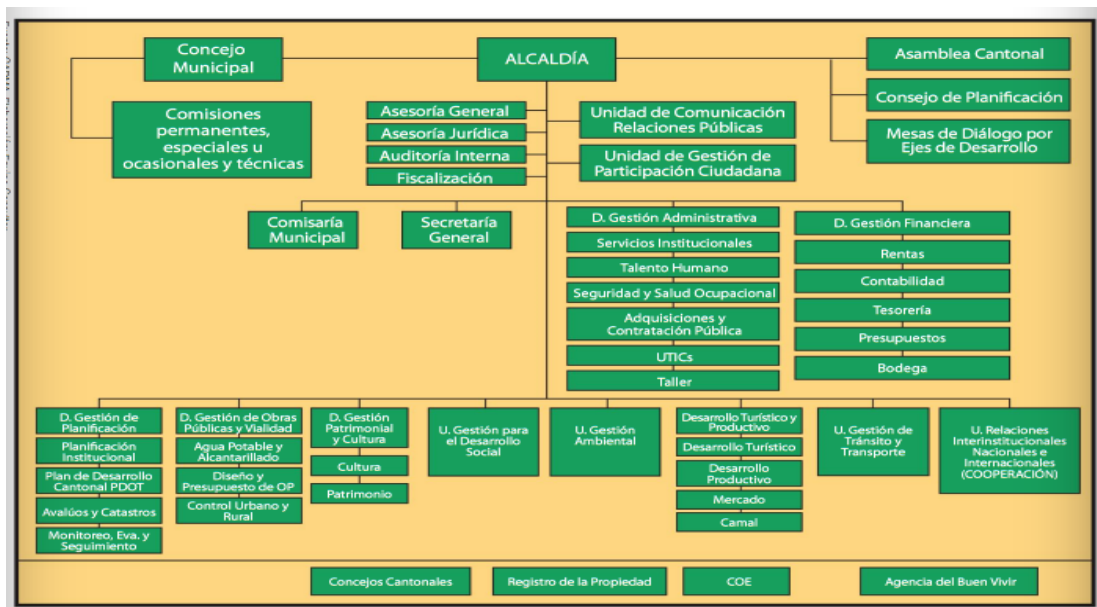 Concejo
Municipal
ALCALDÍA
Asamblea Cantonal
Consejo de Planificación
Mesas de Diálogo por
Ejes de Desarrollo
Comisiones
permanentes,
especiales u
ocasionales y técnicas
Asesoría General
Asesoría Jurídica
Auditoría Interna
Fiscalización
Unidad de Comunicación
Relaciones Públicas
Unidad de Gestión de
Participación Ciudadana
Comisaría
Municipal
Secretaría
General
D. Gestión Administrativa
Servicios Institucionales
Talento Humano
Seguridad y Salud Ocupacional
Adquisiciones y
Contratación Pública
UTICs
Taller
D. Gestión Financiera
Rentas
Contabilidad
Tesorería
Presupuestos
Bodega
D. Gestión de
Planificación
Planificación
Institucional
Plan de Desarrollo
Cantonal PDOT
Avalúos y Catastros
Monitoreo, Eva. y
Seguimiento
D. Gestión de Obras
Públicas y Vialidad
Agua Potable y
Alcantarillado
Diseño y
Presupuesto de OP
Control Urbano y
Rural
D. Gestión
Patrimonial
y Cultura
Cultura
Patrimonio
U. Gestión para
el Desarrollo
Social
U. Gestión
Ambiental
Desarrollo Turístico y
Productivo
Desarrollo Turístico
Desarrollo
Productivo
Mercado
Camal
U. Gestión de
Tránsito y
Transporte
U. Relaciones
Interinstitucionales
Nacionales e
Internacionales
(COOPERACIÓN)
Concejos Cantonales
Registro de la Propiedad
COE
Agencia del Buen Vivir